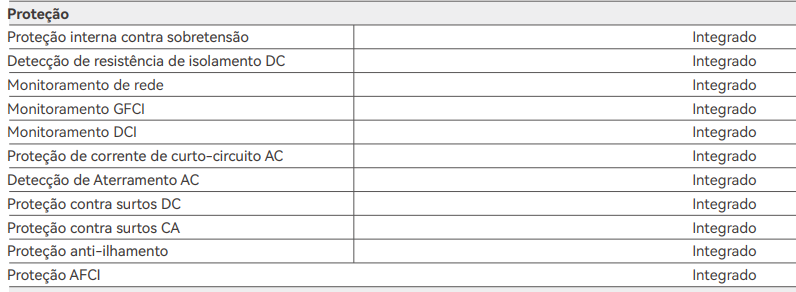 Proteção
Proteção interna contra sobretensão Integrado
Detecção de resistência de isolamento DC Integrado
Monitoramento de rede Integrado
Monitoramento GFCI Integrado
Monitoramento DCI Integrado
Proteção de corrente de curto-circuito AC Integrado
Detecção de Aterramento AC Integrado
Proteção contra surtos DC Integrado
Proteção contra surtos CA Integrado
Proteção anti-ilhamento Integrado
Proteção AFCI Integrado